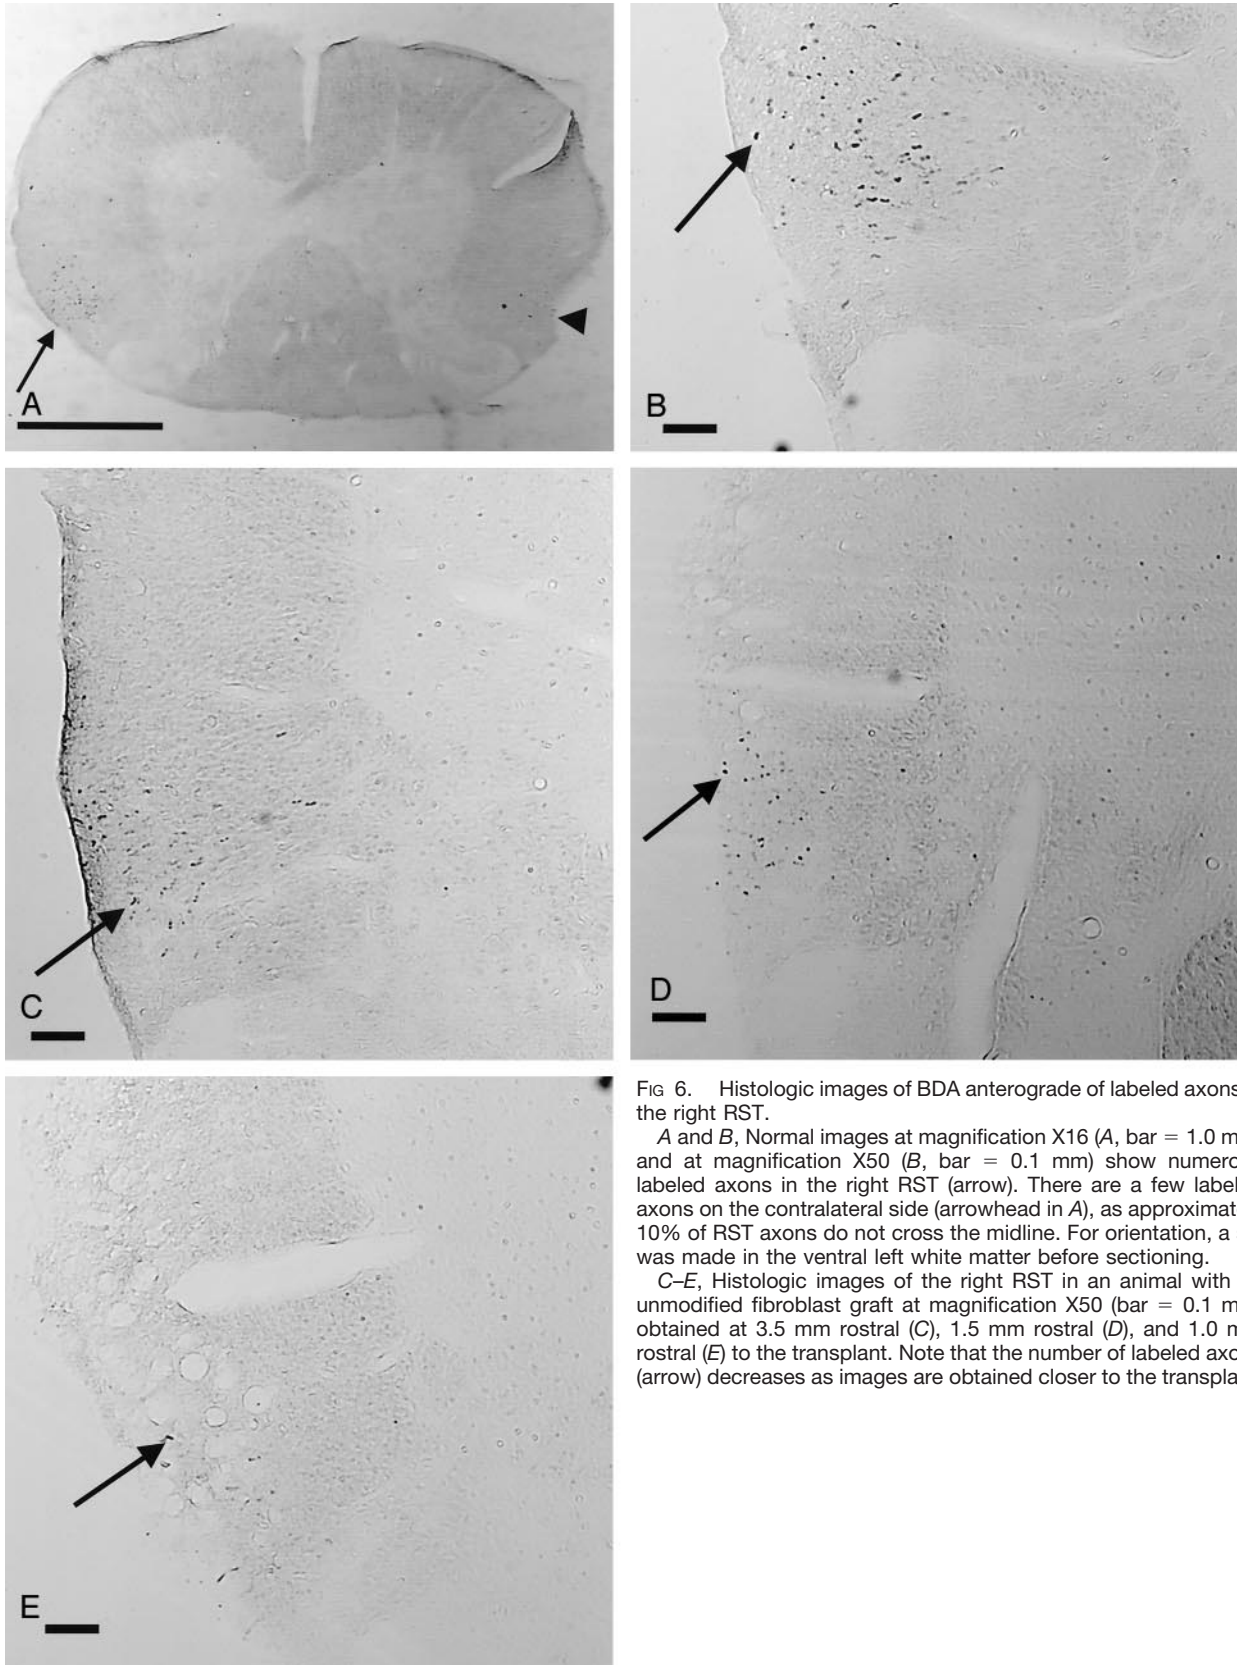 A
B
C
D
E
FIG 6. Histologic images of BDA anterograde of labeled axons
the right RST.
A and B, Normal images at magnification X16 (A, bar = 1.0 m
and at magnification X50 (B, bar = 0.1 mm) show numero
labeled axons in the right RST (arrow). There are a few label
axons on the contralateral side (arrowhead in A), as approximat
10% of RST axons do not cross the midline. For orientation, a
was made in the ventral left white matter before sectioning.
C–E, Histologic images of the right RST in an animal with
unmodified fibroblast graft at magnification X50 (bar = 0.1 m
obtained at 3.5 mm rostral (C), 1.5 mm rostral (D), and 1.0 m
rostral (E) to the transplant. Note that the number of labeled axo
(arrow) decreases as images are obtained closer to the transpla